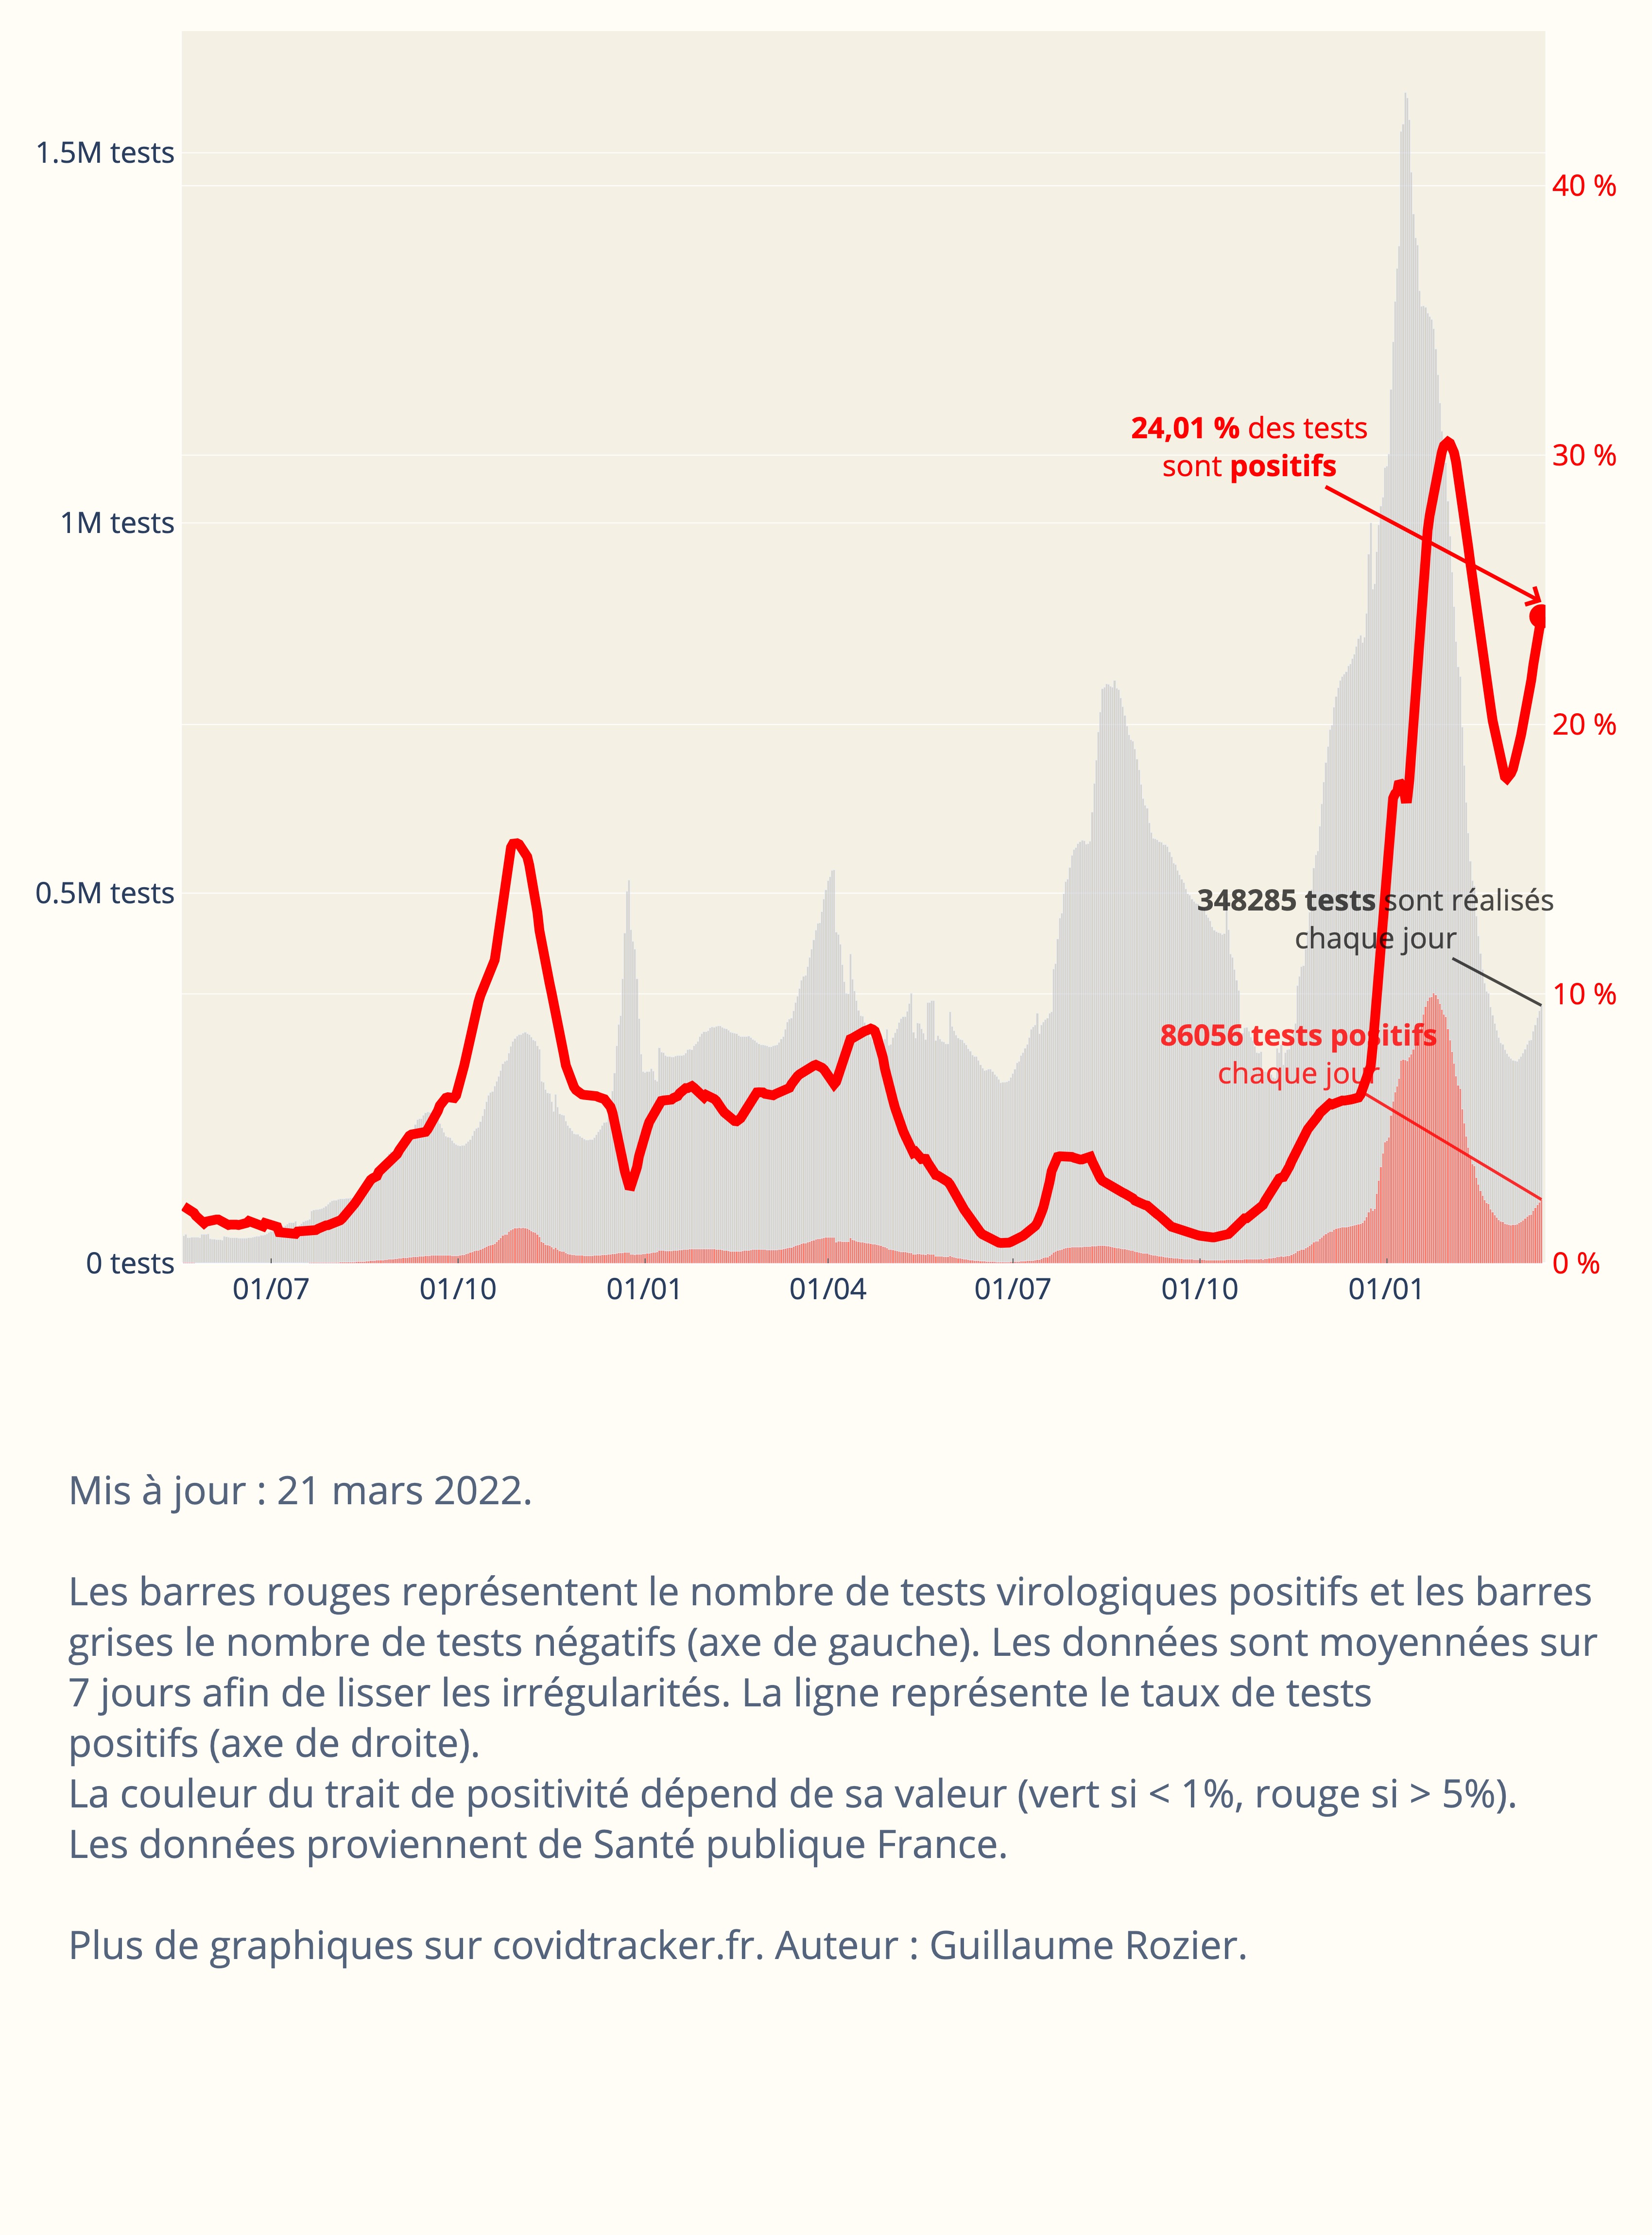 1.5M tests
40 %
24,01 % des tests
sont positifs
30 %
1M tests
20 %
0.5M tests
348285 tests sont réalisés
chaque jour
10 %
86056 tests positifs
chaque jour
0 tests
0 %
01/07
01/10
01/01
01/04
01/07
01/10
01/01
Mis à jour : 21 mars 2022.
Les barres rouges représentent le nombre de tests virologiques positifs et les barres
grises le nombre de tests négatifs (axe de gauche). Les données sont moyennées sur
7 jours afin de lisser les irrégularités. La ligne représente le taux de tests
positifs (axe de droite).
La couleur du trait de positivité dépend de sa valeur (vert si < 1%, rouge si > 5%).
Les données proviennent de Santé publique France.
Plus de graphiques sur covidtracker.fr. Auteur : Guillaume Rozier.